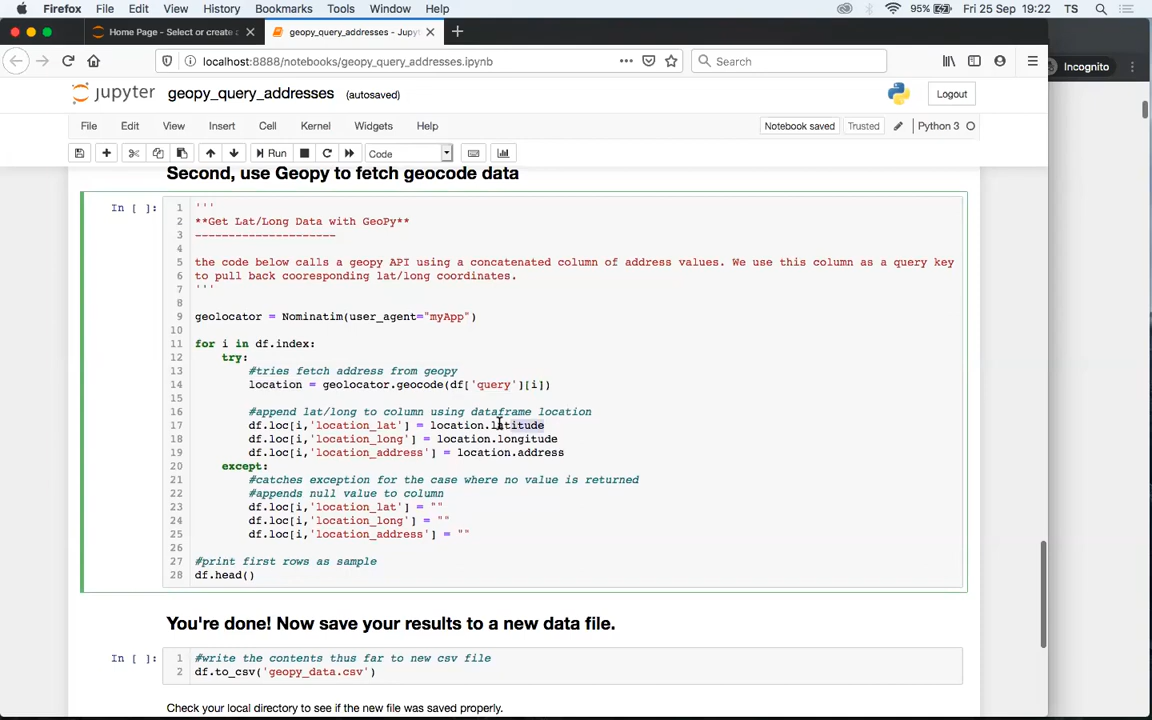 Firefox File Edit View History Bookmarks Tools Window Help 95% Fri 25 Sep 19:22 TS
Home Page - Select or create geopy_query_addresses - Jupyt
Incognito
localhost:8888/notebooks/geopy_query_addresses.ipynb Search
jupyter geopy_query_addresses (autosaved) Logout
File Edit View Insert Cell Kernel Widgets Help Notebook saved Trusted Python 3
Run Code
Second, use Geopy to fetch geocode data
In [ ]: 1 '''
2 **Get Lat/Long Data with GeoPy**
3 ---------------------
4
5 the code below calls a geopy API using a concatenated column of address values. We use this column as a query key
6 to pull back cooresponding lat/long coordinates.
7 '''
8
9 geolocator = Nominatim(user_agent="myApp")
10
11 for i in df.index:
12 try:
13 #tries fetch address from geopy
14 location = geolocator.geocode(df['query'][i])
15
16 #append lat/long to column using dataframe location
17 df.loc[i,'location_lat'] = location.latitude
18 df.loc[i,'location_long'] = location.longitude
19 df.loc[i,'location_address'] = location.address
20 except:
21 #catches exception for the case where no value is returned
22 #appends null value to column
23 df.loc[i,'location_lat'] = ""
24 df.loc[i,'location_long'] = ""
25 df.loc[i,'location_address'] = ""
26
27 #print first rows as sample
28 df.head()
You're done! Now save your results to a new data file.
In [ ]: 1 #write the contents thus far to new csv file
2 df.to_csv('geopy_data.csv')
Check your local directory to see if the new file was saved properly.